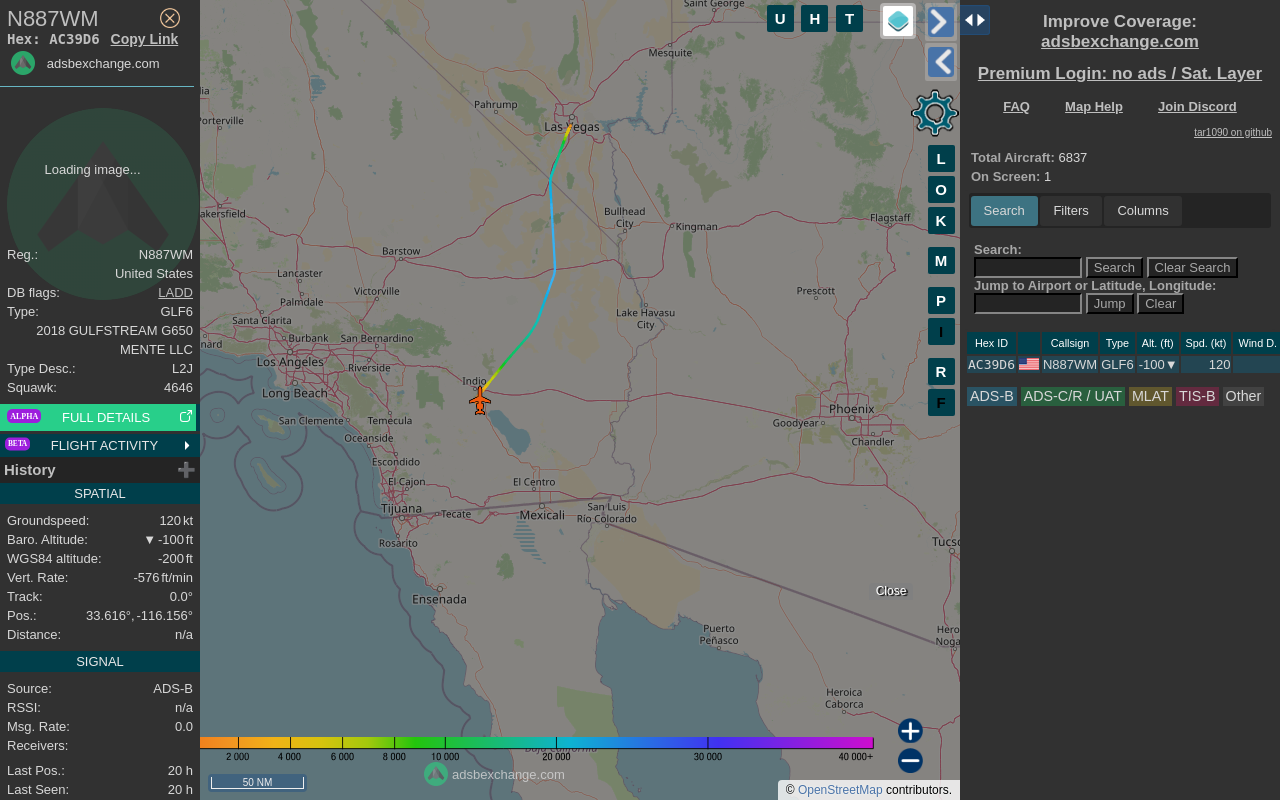 N887WM
Hex: AC39D6 Copy Link
adsbexchange.com
Loading image...
Reg.: N887WM
United States
DB flags: LADD
Type: GLF6
2018 GULFSTREAM G650
MENTE LLC
Type Desc.: L2J
Squawk: 4646
ALPHA FULL DETAILS
BETA FLIGHT ACTIVITY
History
SPATIAL
Groundspeed: 120 kt
Baro. Altitude: ▼ -100 ft
WGS84 altitude: -200 ft
Vert. Rate: -576 ft/min
Track: 0.0°
Pos.: 33.616°, -116.156°
Distance: n/a
SIGNAL
Source: ADS-B
RSSI: n/a
Msg. Rate: 0.0
Receivers:
Last Pos.: 20 h
Last Seen: 20 h
Saint George
Mesquite
Pahrump
Las Vegas
Porterville
akersfield
Bullhead
City
Kingman
Flagstaff
Barstow
Lancaster
Palmdale
Victorville
Prescott
Lake Havasu
City
Santa Clarita
nard
Burbank
San Bernardino
Los Angeles
Riverside
Indio
Long Beach
Phoenix
Goodyear
Chandler
San Clemente
Temecula
Oceanside
Escondido
El Cajon
El Centro
Tijuana
Tecate
Mexicali
San Luis
Río Colorado
Rosarito
Tucso
Ensenada
Puerto
Peñasco
Hero
Noga
Heroica
Caborca
Baja California
Close
U H T
L
O
K
M
P
I
R
F
2 000 4 000 6 000 8 000 10 000 20 000 30 000 40 000+
adsbexchange.com
50 NM
© OpenStreetMap contributors.
Improve Coverage:
adsbexchange.com
Premium Login: no ads / Sat. Layer
FAQ Map Help Join Discord
tar1090 on github
Total Aircraft: 6837
On Screen: 1
Search Filters Columns
Search:
Search Clear Search
Jump to Airport or Latitude, Longitude:
Jump Clear
Hex ID Callsign Type Alt. (ft) Spd. (kt) Wind D.
AC39D6 N887WM GLF6 -100▼ 120
ADS-B ADS-C/R / UAT MLAT TIS-B Other